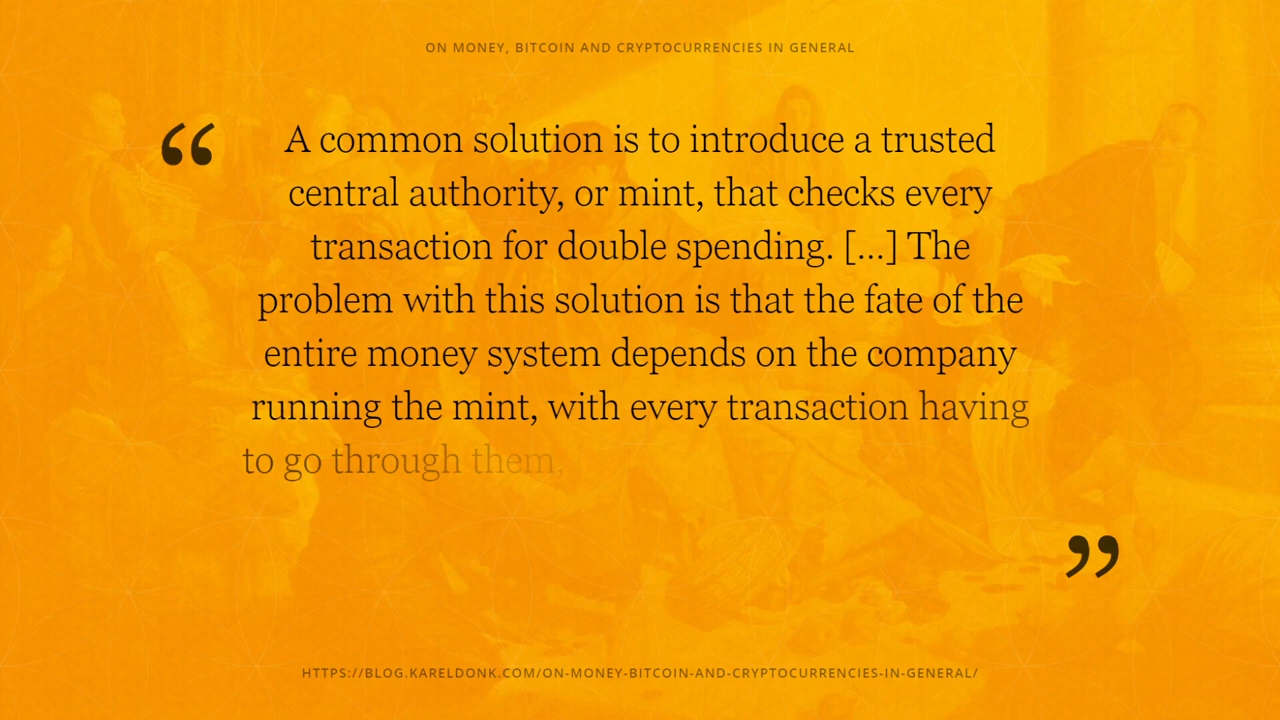 ON MONEY, BITCOIN AND CRYPTOCURRENCIES IN GENERAL
“ A common solution is to introduce a trusted
central authority, or mint, that checks every
transaction for double spending. [...] The
problem with this solution is that the fate of the
entire money system depends on the company
running the mint, with every transaction having
to go through them,
”
HTTPS://BLOG.KARELDONK.COM/ON-MONEY-BITCOIN-AND-CRYPTOCURRENCIES-IN-GENERAL/